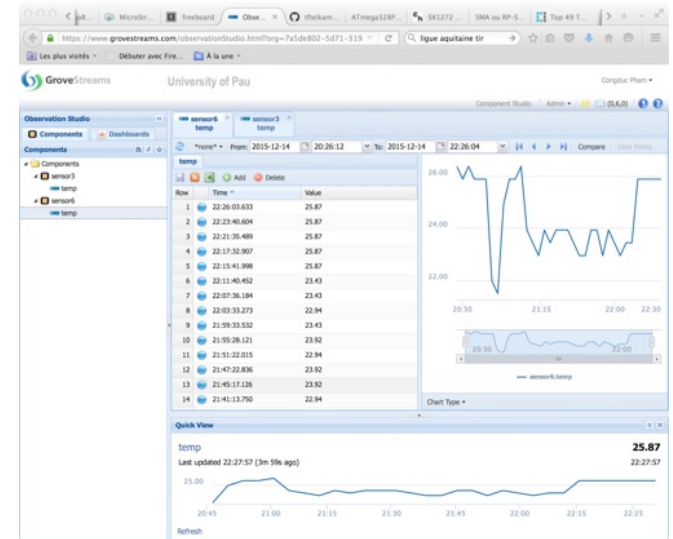 p4... MicroStr... freeboard Obse... × tftelkam... ATmega328P... SX1272 ... SMA ou RP-S... Top 49 T...
https://www.grovestreams.com/observationStudio.html?org=7a5de802-5d71-319 ligue aquitaine tir
Les plus visités Débuter avec Fire... À la une
GroveStreams University of Pau Congduc Pham
Component Studio Admin (0,6,0)
Observation Studio sensor6 temp sensor3 temp
Components Dashboards
Components *none* From: 2015-12-14 20:26:12 To: 2015-12-14 22:26:04 Compare Data Points
Components
sensor3
temp
sensor6
temp
temp
Add Delete
Row Time Value
1 22:26:03.633 25.87
2 22:23:40.604 25.87
3 22:21:35.489 25.87
4 22:17:32.907 25.87
5 22:15:41.998 25.87
6 22:11:40.452 23.43
7 22:07:36.184 23.43
8 22:03:33.273 22.94
9 21:59:33.532 23.43
10 21:55:28.121 22.94
11 21:51:22.015 22.94
12 21:47:22.836 23.92
13 21:45:17.126 23.92
14 21:41:13.750 22.94
26.00
24.00
22.00
20:30 21:15 22:00 22:30
20:30 22:00
sensor6.temp
Chart Type
Quick View
temp 25.87
Last updated 22:27:57 (3m 59s ago) 22:27:57
25.00
20:45 21:00 21:15 21:30 21:45 22:00 22:15 22:25
Refresh